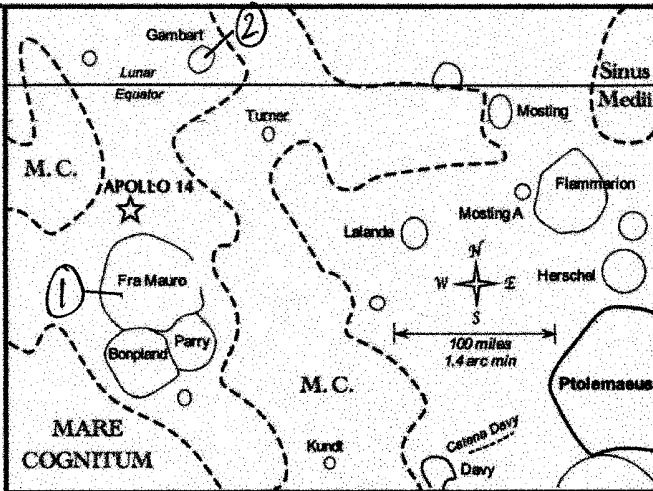 Gambart
2
Lunar
Equator
Sinus
Medii
Turner
Mosting
M.C.
APOLLO 14
Flammarion
Mosting A
Lalande
N
W E
S
Herschel
1
Fra Mauro
100 miles
1.4 arc min
Bonpland
Parry
M.C.
Ptolemaeus
MARE
COGNITUM
Kundt
Catena Davy
Davy